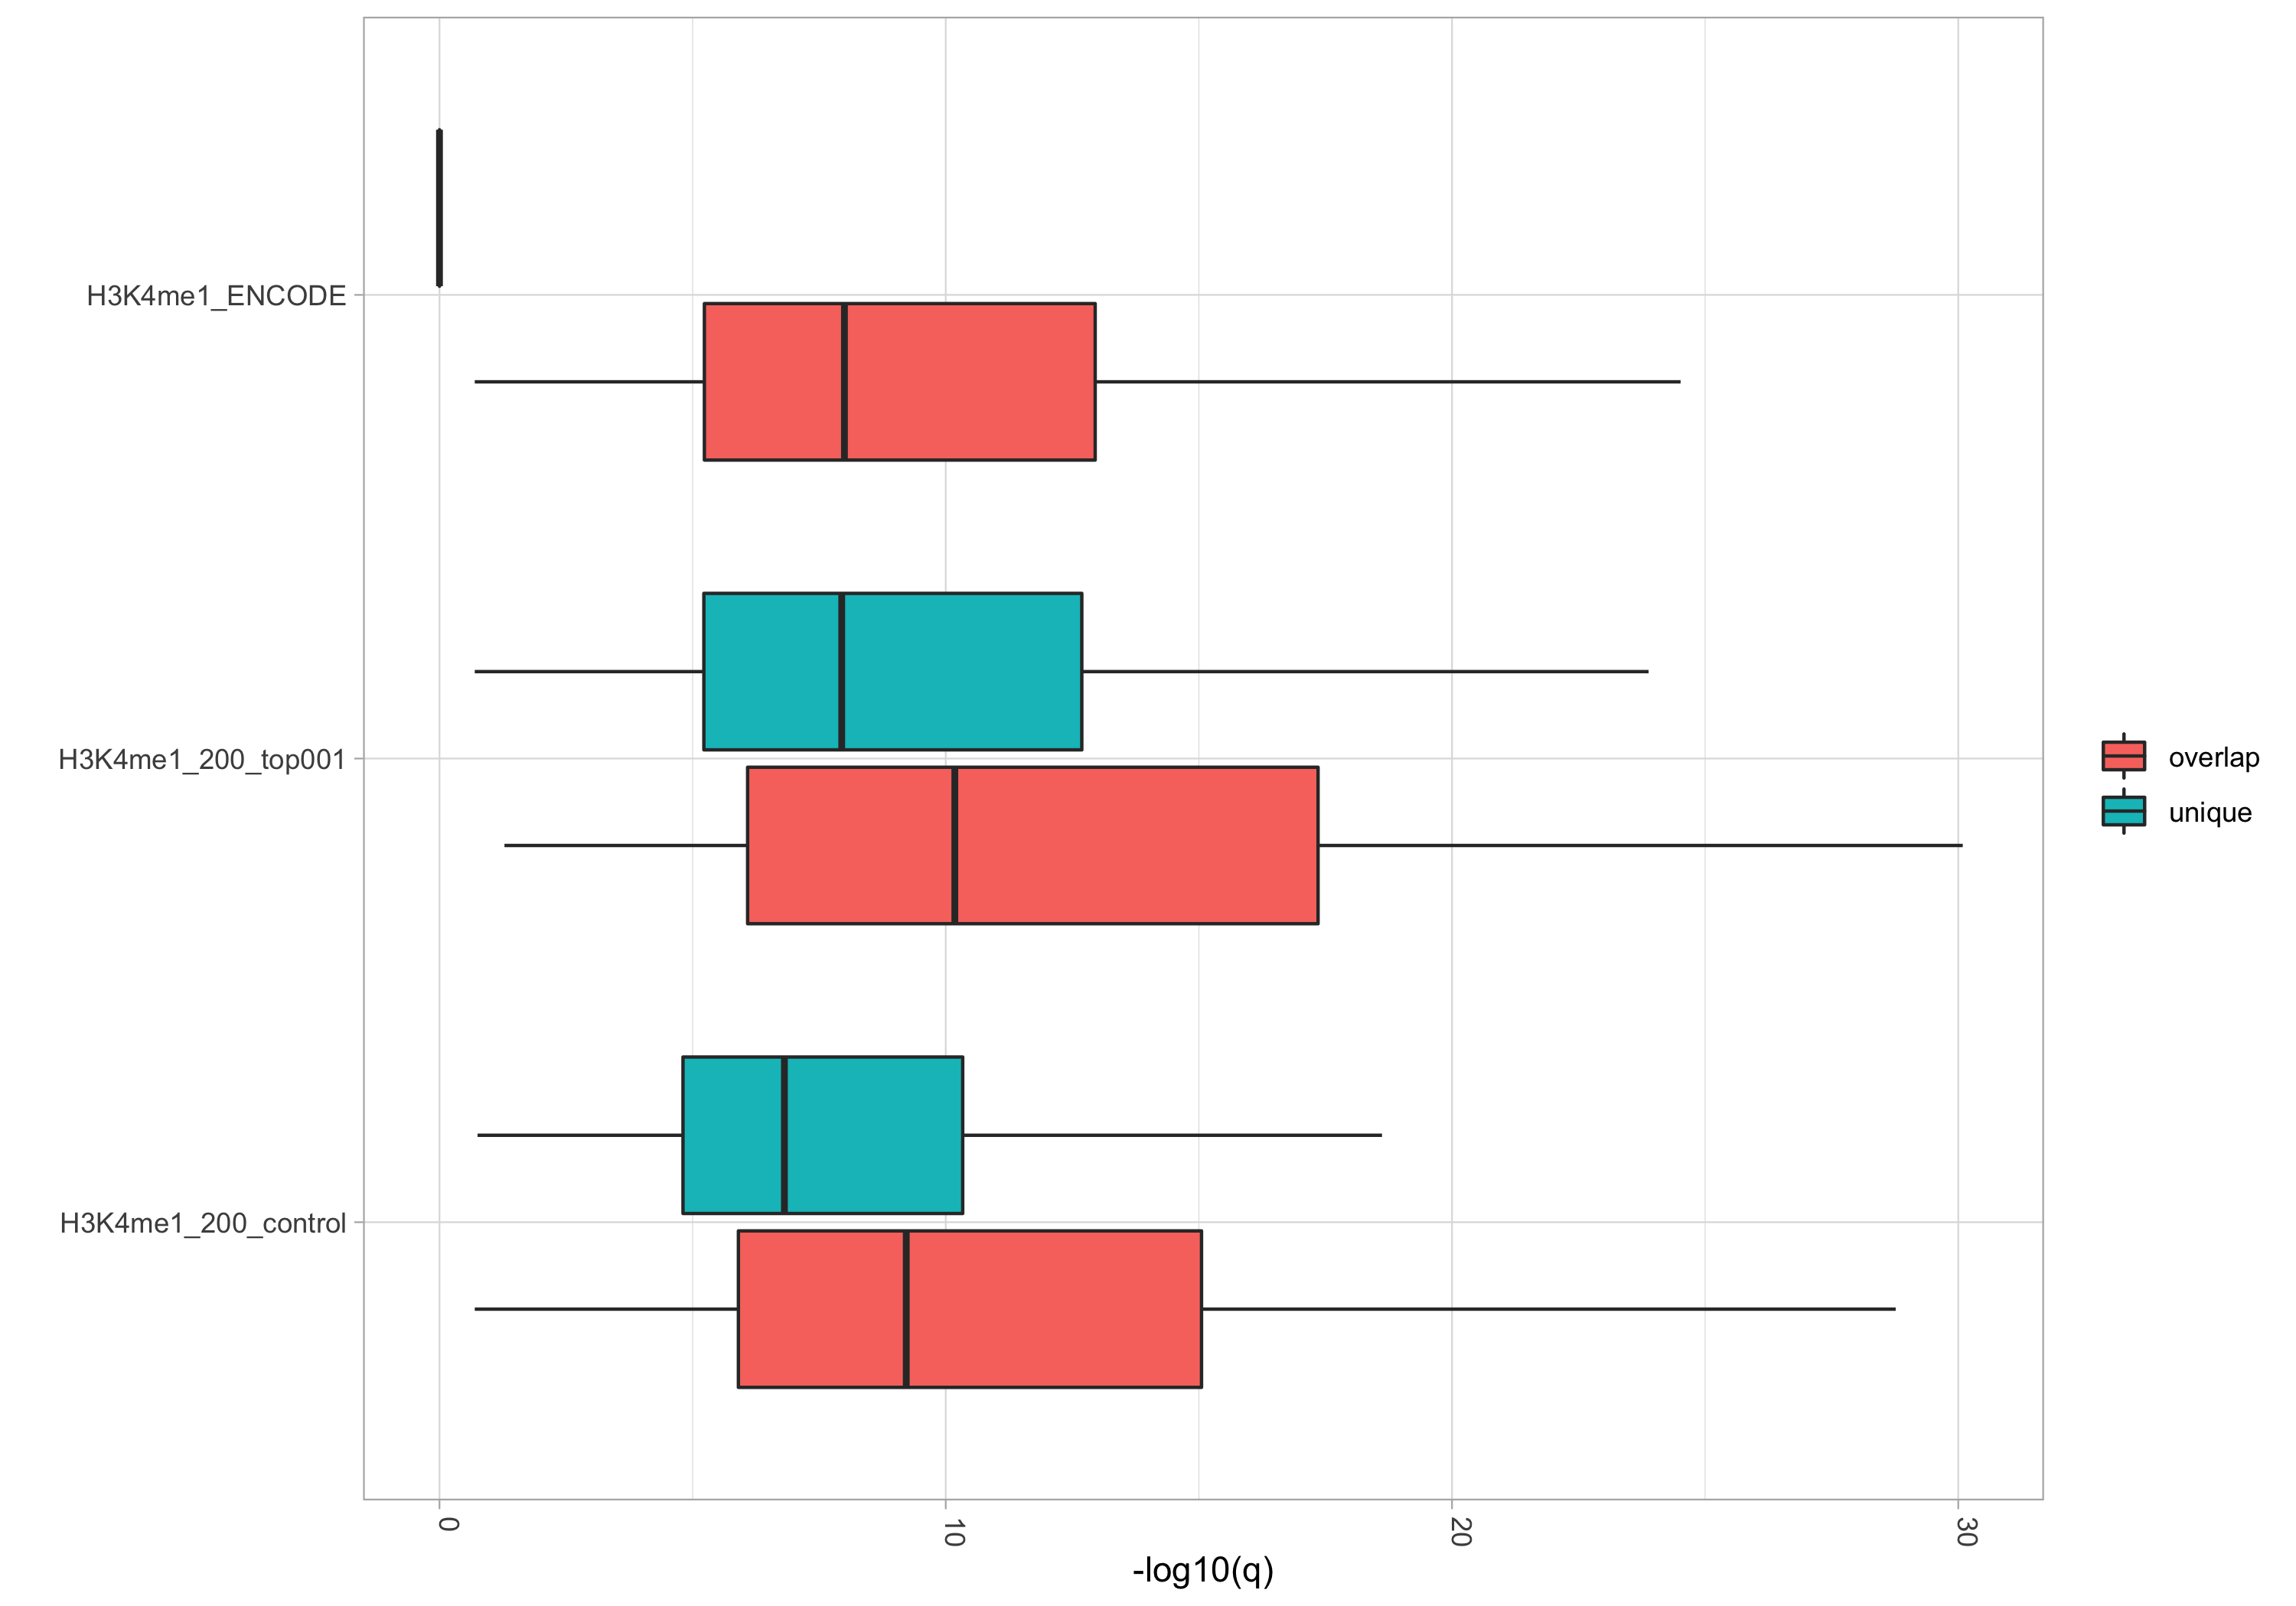 H3K4me1_ENCODE
H3K4me1_200_top001
H3K4me1_200_control
0
10
20
30
-log10(q)
overlap
unique